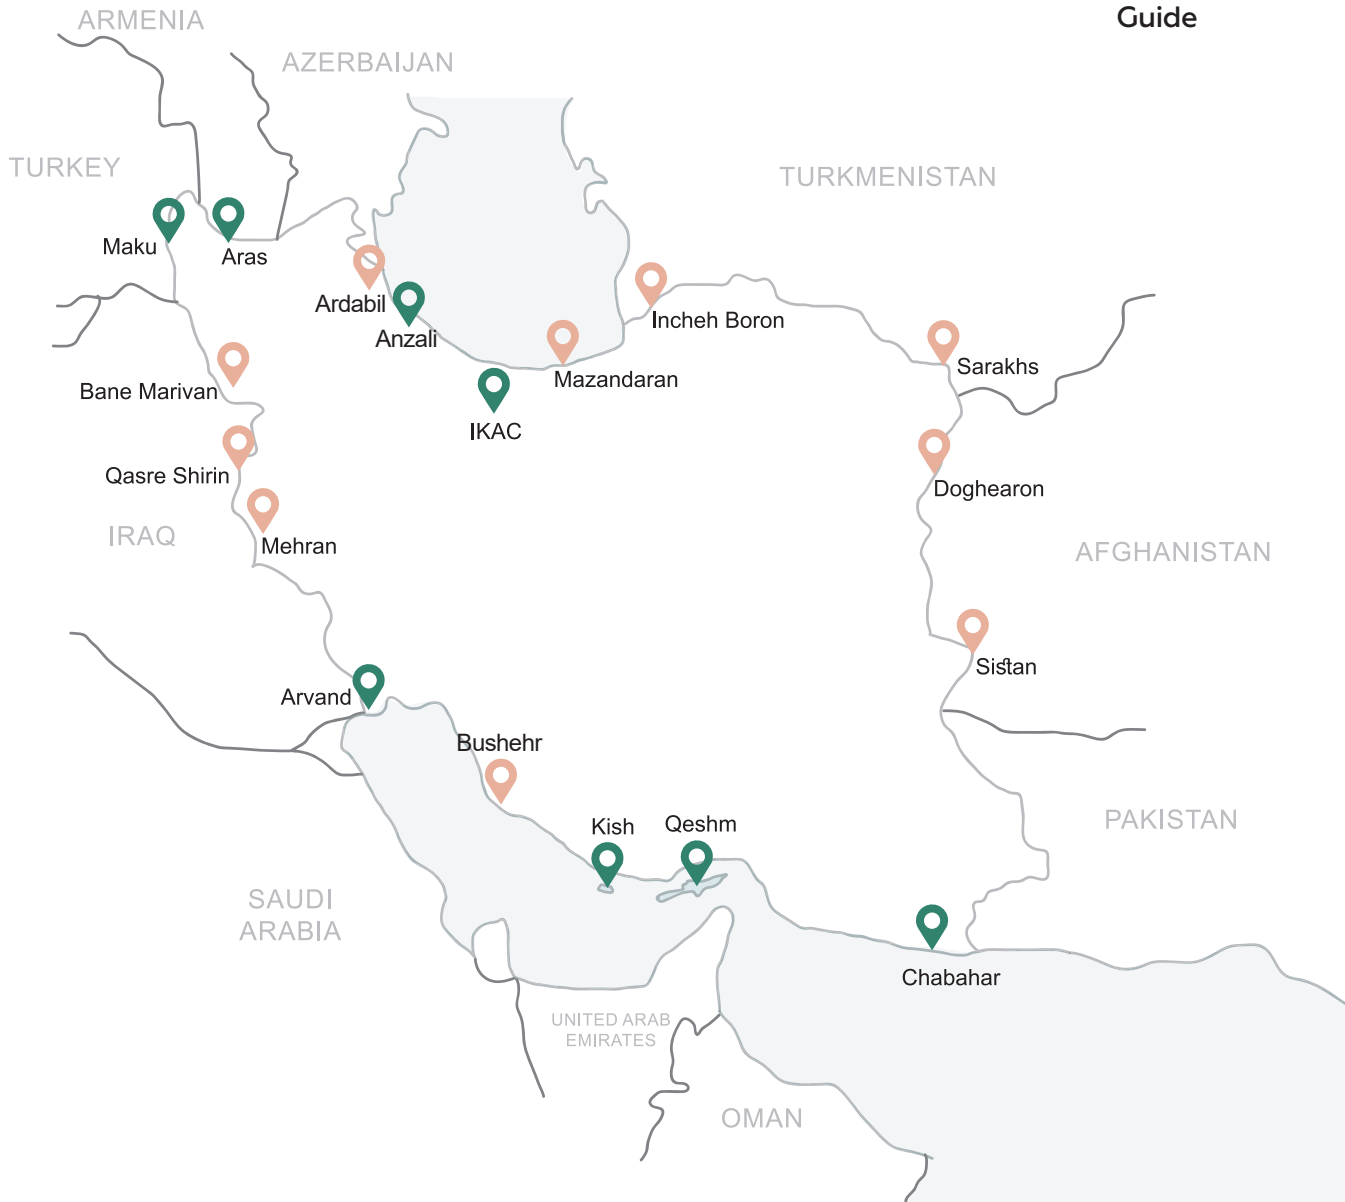 Guide
ARMENIA
AZERBAIJAN
TURKEY
TURKMENISTAN
Maku
Aras
Ardabil
Anzali
Incheh Boron
Mazandaran
Sarakhs
Bane Marivan
IKAC
Qasre Shirin
Doghearon
IRAQ
Mehran
AFGHANISTAN
Sistan
Arvand
Bushehr
Kish
Qeshm
PAKISTAN
SAUDI
ARABIA
Chabahar
UNITED ARAB
EMIRATES
OMAN